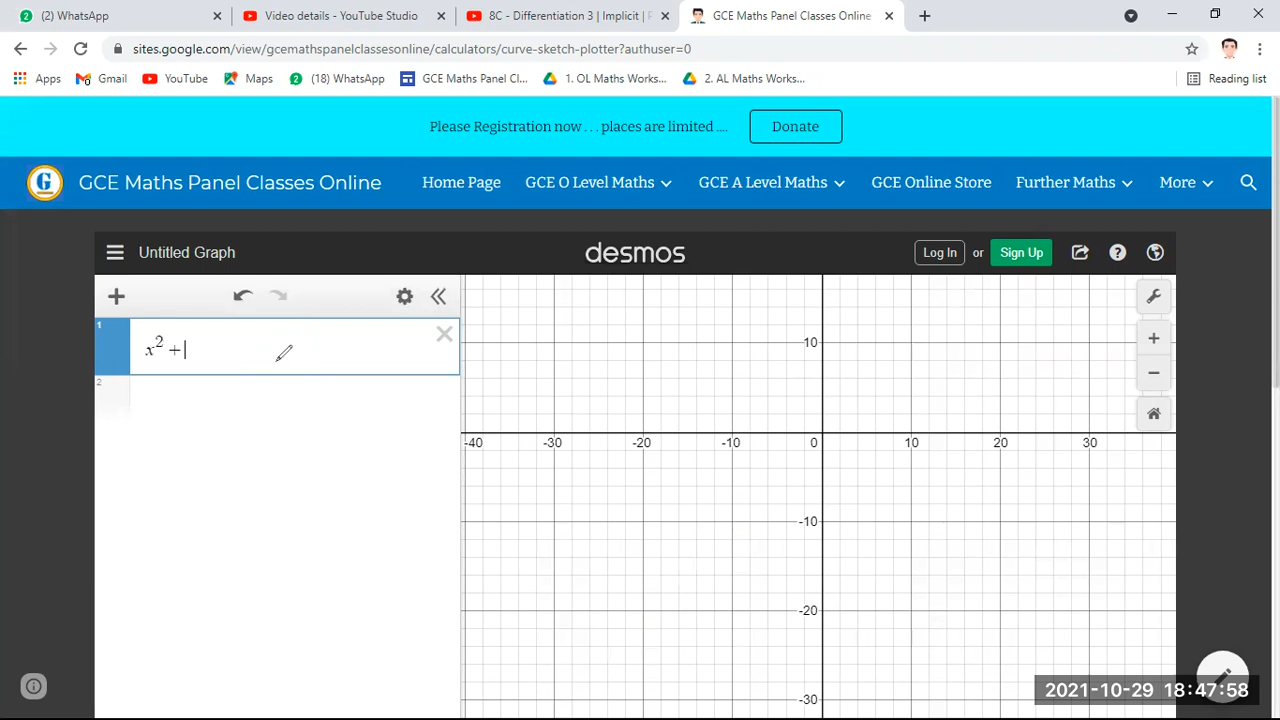 (2) WhatsApp
Video details - YouTube Studio
8C - Differentiation 3 | Implicit | P
GCE Maths Panel Classes Online
sites.google.com/view/gcemathspanelclassesonline/calculators/curve-sketch-plotter?authuser=0
Apps Gmail YouTube Maps (18) WhatsApp GCE Maths Panel Cl... 1. OL Maths Works... 2. AL Maths Works... Reading list
Please Registration now . . . places are limited .... Donate
GCE Maths Panel Classes Online Home Page GCE O Level Maths GCE A Level Maths GCE Online Store Further Maths More
Untitled Graph desmos Log In or Sign Up
1
x² +
2
10
-40 -30 -20 -10 0 10 20 30
-10
-20
-30
2021-10-29 18:47:58